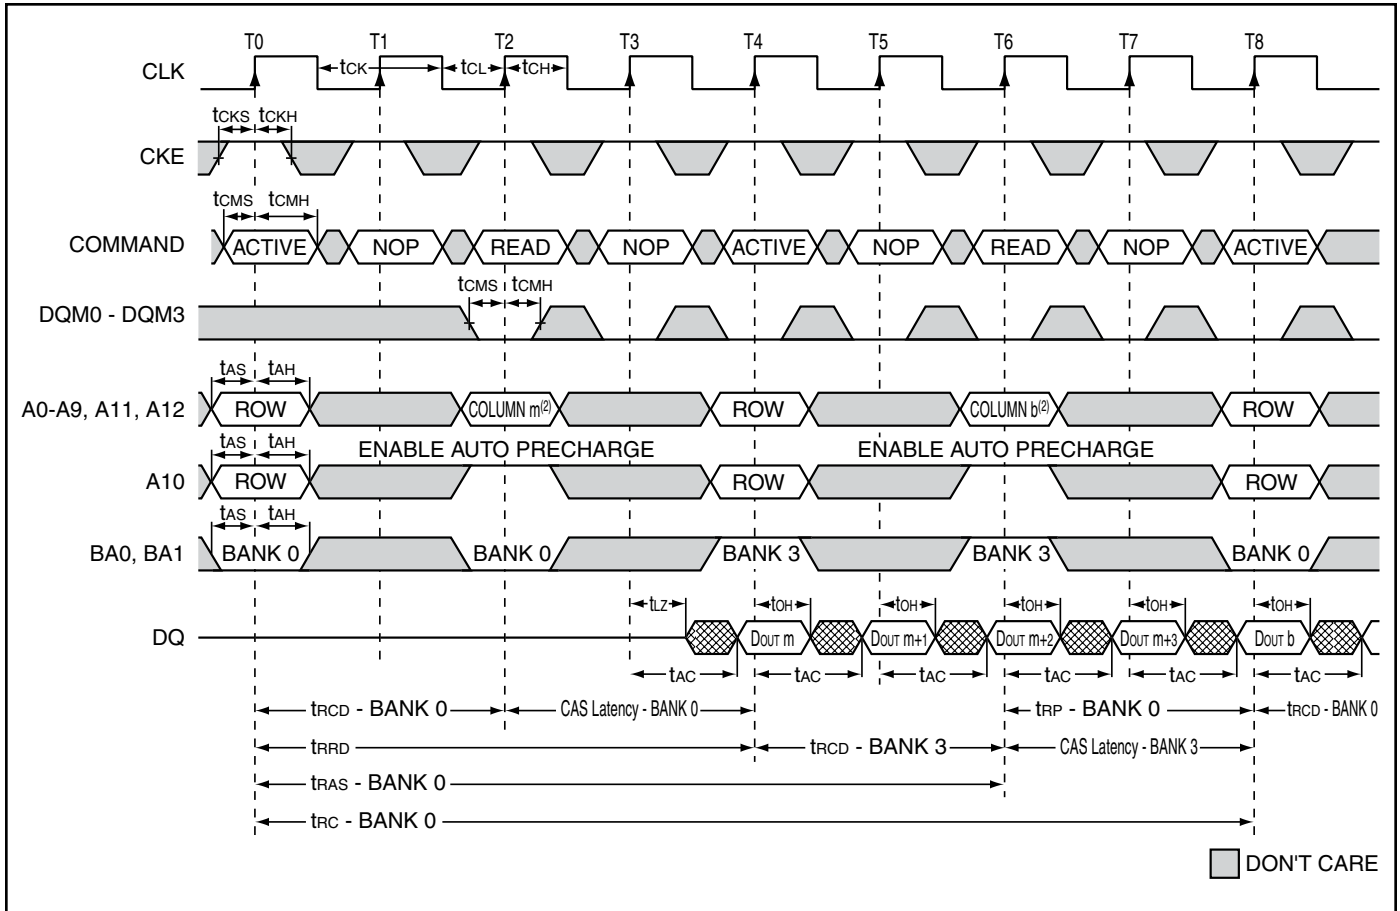 T0 T1 T2 T3 T4 T5 T6 T7 T8
CLK tCK tCL tCH
tCKS tCKH
CKE
tCMS tCMH
COMMAND ACTIVE NOP READ NOP ACTIVE NOP READ NOP ACTIVE
tCMS tCMH
DQM0 - DQM3
tAS tAH
A0-A9, A11, A12 ROW COLUMN m(2) ROW COLUMN b(2) ROW
tAS tAH ENABLE AUTO PRECHARGE ENABLE AUTO PRECHARGE
A10 ROW ROW ROW
tAS tAH
BA0, BA1 BANK 0 BANK 0 BANK 3 BANK 3 BANK 0
tLZ tOH tOH tOH tOH tOH
DQ DOUT m DOUT m+1 DOUT m+2 DOUT m+3 DOUT b
tAC tAC tAC tAC tAC tAC
tRCD - BANK 0 CAS Latency - BANK 0 tRP - BANK 0 tRCD - BANK 0
tRRD tRCD - BANK 3 CAS Latency - BANK 3
tRAS - BANK 0
tRC - BANK 0
DON'T CARE